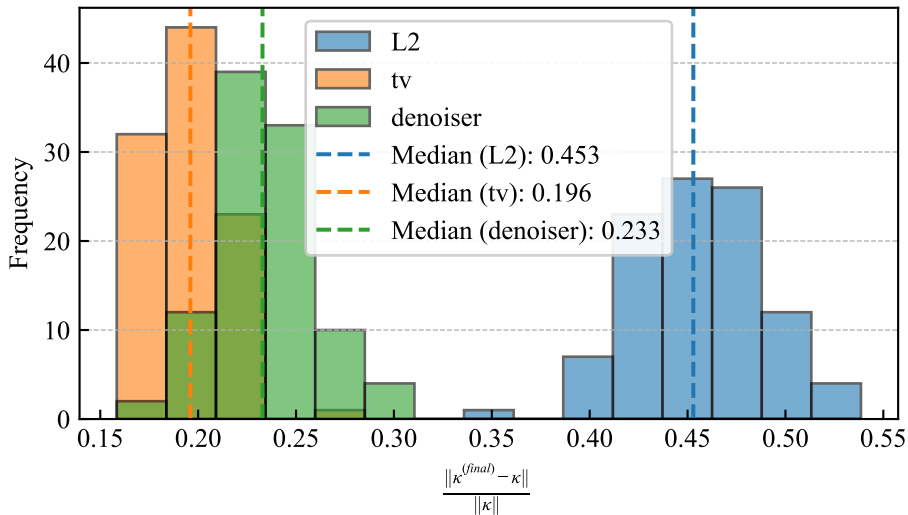 40
30
20
10
0
Frequency
L2
tv
denoiser
Median (L2): 0.453
Median (tv): 0.196
Median (denoiser): 0.233
0.15 0.20 0.25 0.30 0.35 0.40 0.45 0.50 0.55
‖κ^(final) − κ‖
‖κ‖